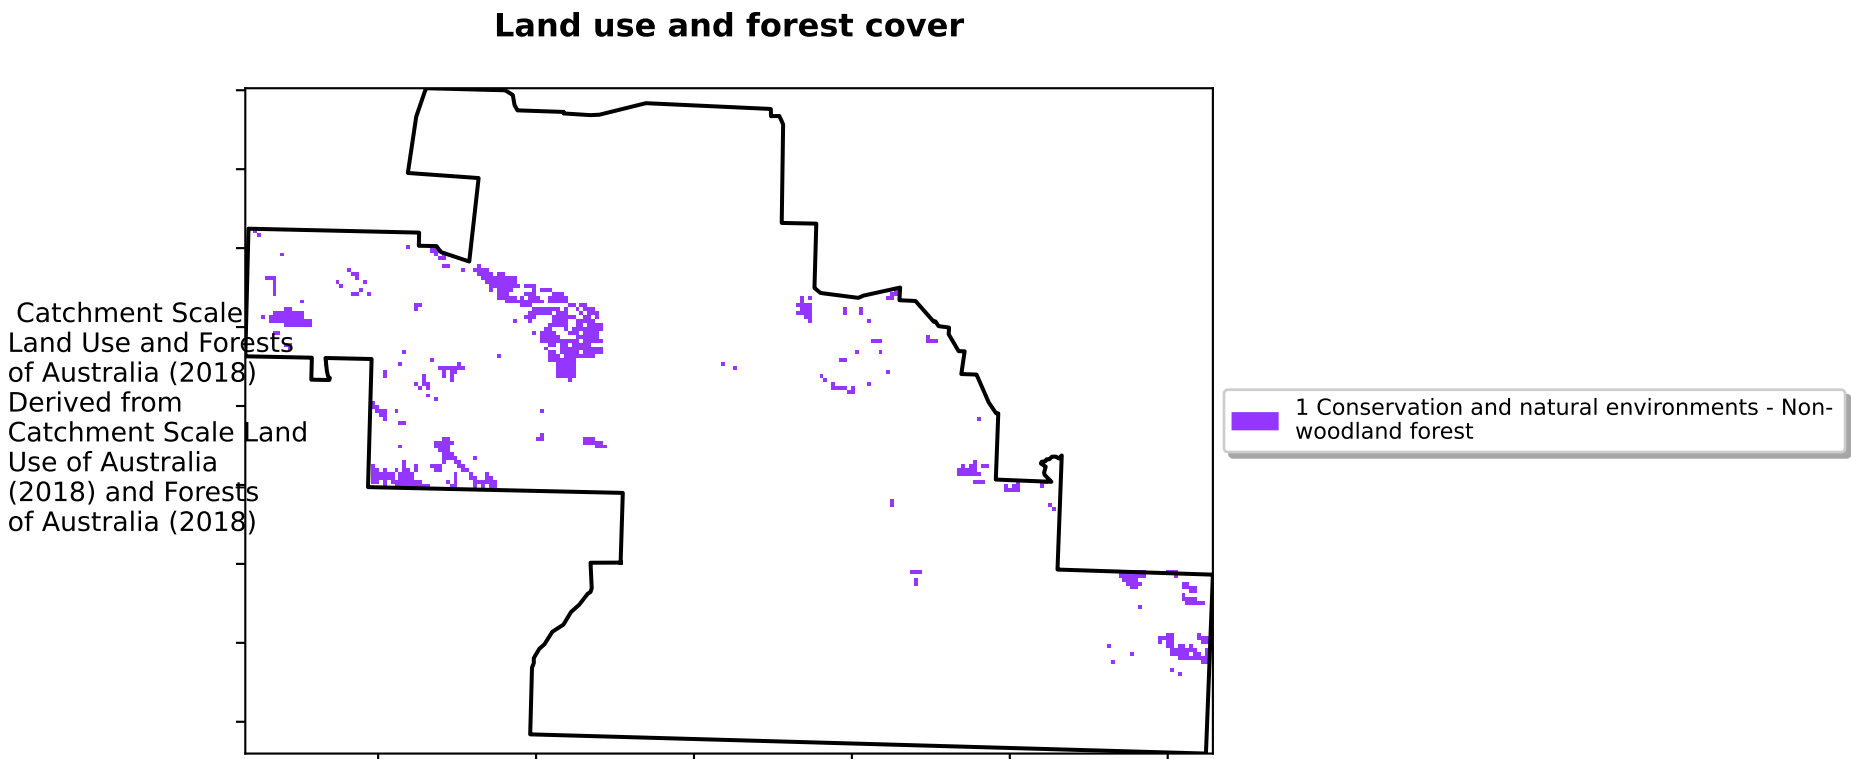 Land use and forest cover
Catchment Scale
Land Use and Forests
of Australia (2018)
Derived from
Catchment Scale Land
Use of Australia
(2018) and Forests
of Australia (2018)
1 Conservation and natural environments - Non-
woodland forest